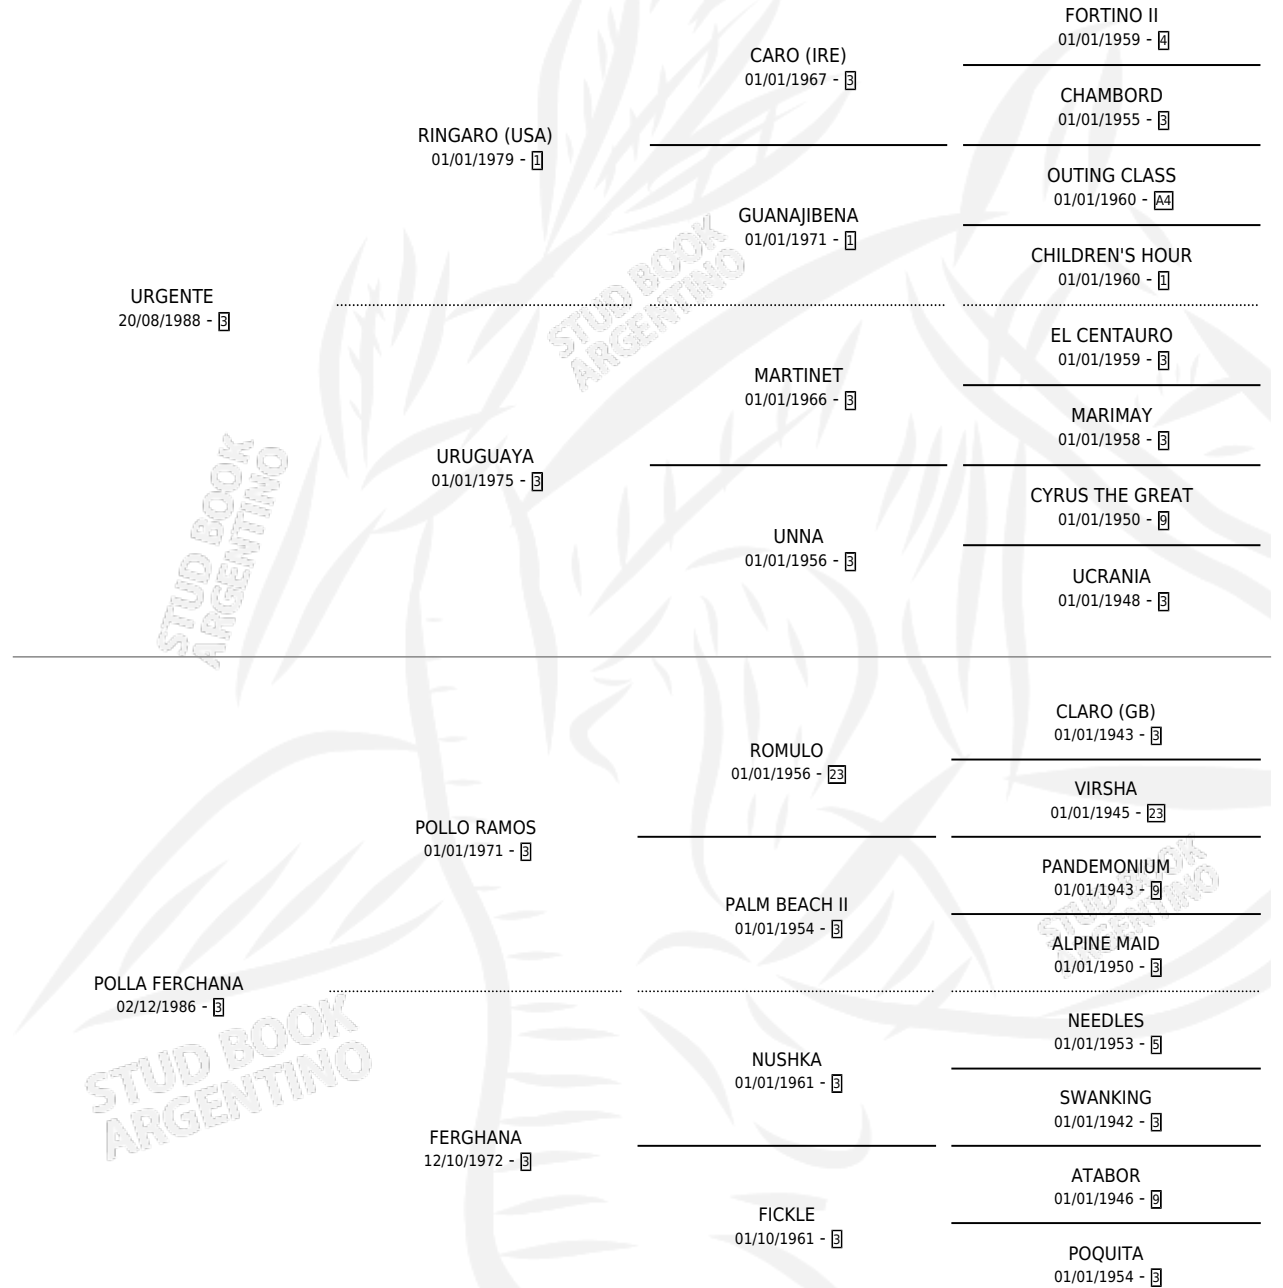 FORTINO II
01/01/1959 - 4
CARO (IRE)
01/01/1967 - 3
CHAMBORD
01/01/1955 - 3
RINGARO (USA)
01/01/1979 - 1
OUTING CLASS
01/01/1960 - A4
GUANAJIBENA
01/01/1971 - 1
CHILDREN'S HOUR
01/01/1960 - 1
URGENTE
20/08/1988 - 3
EL CENTAURO
01/01/1959 - 3
MARTINET
01/01/1966 - 3
MARIMAY
01/01/1958 - 3
URUGUAYA
01/01/1975 - 3
CYRUS THE GREAT
01/01/1950 - 9
UNNA
01/01/1956 - 3
UCRANIA
01/01/1948 - 3
CLARO (GB)
01/01/1943 - 3
ROMULO
01/01/1956 - 23
VIRSHA
01/01/1945 - 23
POLLO RAMOS
01/01/1971 - 3
PANDEMONIUM
01/01/1943 - 9
PALM BEACH II
01/01/1954 - 3
ALPINE MAID
01/01/1950 - 3
POLLA FERCHANA
02/12/1986 - 3
NEEDLES
01/01/1953 - 5
NUSHKA
01/01/1961 - 3
SWANKING
01/01/1942 - 3
FERGHANA
12/10/1972 - 3
ATABOR
01/01/1946 - 9
FICKLE
01/10/1961 - 3
POQUITA
01/01/1954 - 3
STUD BOOK
ARGENTINO
STUD BOOK
ARGENTINO
STUD BOOK
ARGENTINO
STUD BOOK
ARGENTINO